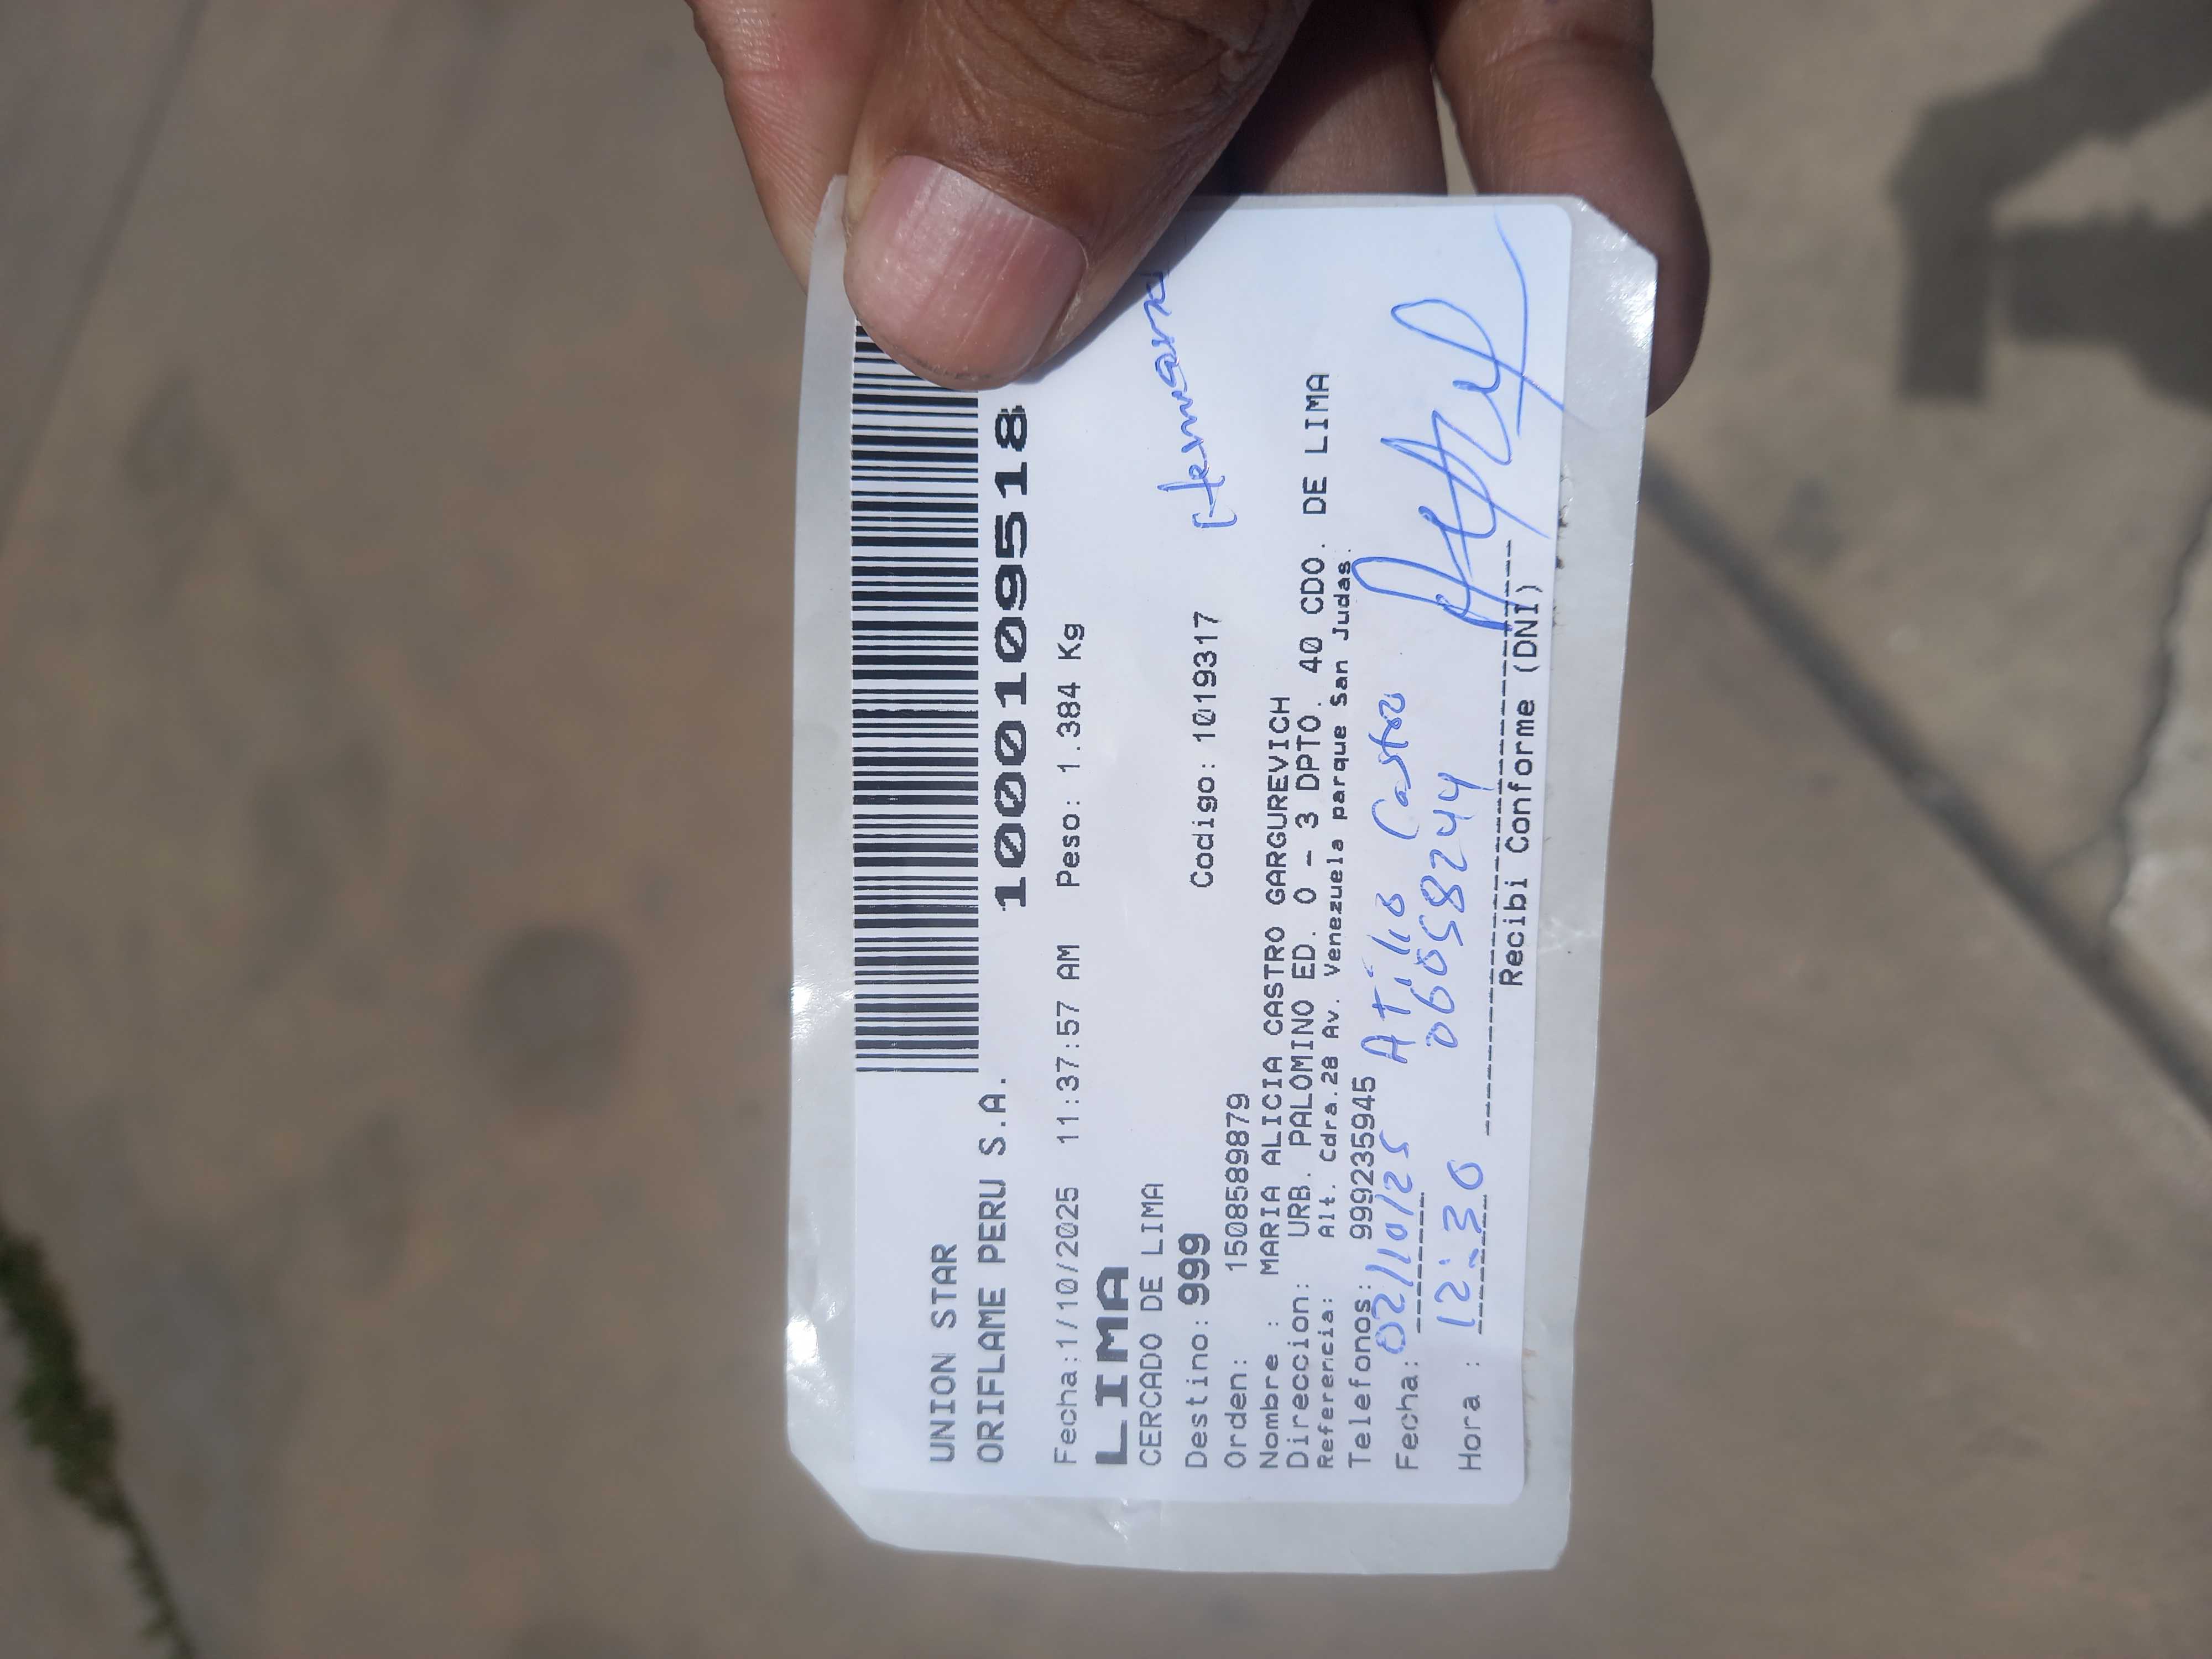 UNION STAR
ORIFLAME PERU S.A.
1000109518
Fecha:1/10/2025 11:37:57 AM Peso: 1.384 Kg
LIMA
CERCADO DE LIMA
Destino: 999 Codigo: 1019317
Orden: 1508589879
Nombre : MARIA ALICIA CASTRO GARGUREVICH
Direccion: URB. PALOMINO ED. O - 3 DPTO. 40 CDO. DE LIMA
Referencia: Alt. Cdra.28 Av. Venezuela parque San Judas.
Telefonos: 999235945
Fecha: 02/10/25 Atilio Castro
Hora : 12:30 06058244
Recibi Conforme (DNI)